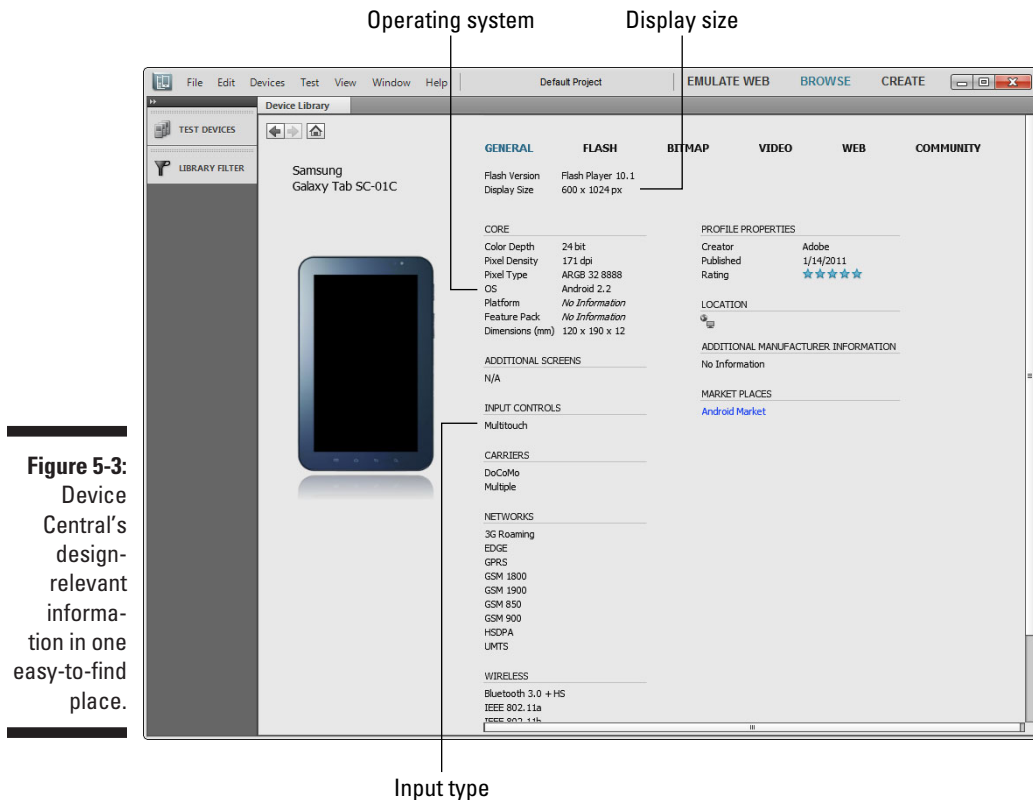 Operating system
Display size
File Edit Devices Test View Window Help
Default Project
EMULATE WEB BROWSE CREATE
Device Library
TEST DEVICES
LIBRARY FILTER
Samsung
Galaxy Tab SC-01C
GENERAL FLASH BITMAP VIDEO WEB COMMUNITY
Flash Version Flash Player 10.1
Display Size 600 x 1024 px
CORE
Color Depth 24 bit
Pixel Density 171 dpi
Pixel Type ARGB 32 8888
OS Android 2.2
Platform No Information
Feature Pack No Information
Dimensions (mm) 120 x 190 x 12
ADDITIONAL SCREENS
N/A
INPUT CONTROLS
Multitouch
CARRIERS
DoCoMo
Multiple
NETWORKS
3G Roaming
EDGE
GPRS
GSM 1800
GSM 1900
GSM 850
GSM 900
HSDPA
UMTS
WIRELESS
Bluetooth 3.0 + HS
IEEE 802.11a
IEEE 802.11b
PROFILE PROPERTIES
Creator Adobe
Published 1/14/2011
Rating
LOCATION
ADDITIONAL MANUFACTURER INFORMATION
No Information
MARKET PLACES
Android Market
Figure 5-3:
Device
Central's
design-
relevant
informa-
tion in one
easy-to-find
place.
Input type